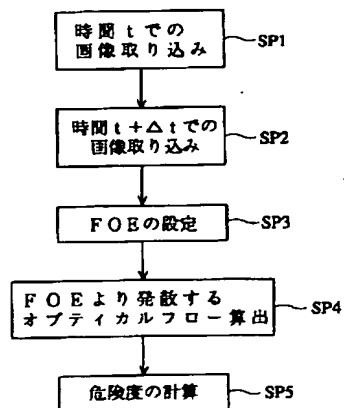 時間tでの
画像取り込み
SP1
時間t+Δtでの
画像取り込み
SP2
FOEの設定
SP3
FOEより発散する
オプティカルフロー算出
SP4
危険度の計算
SP5